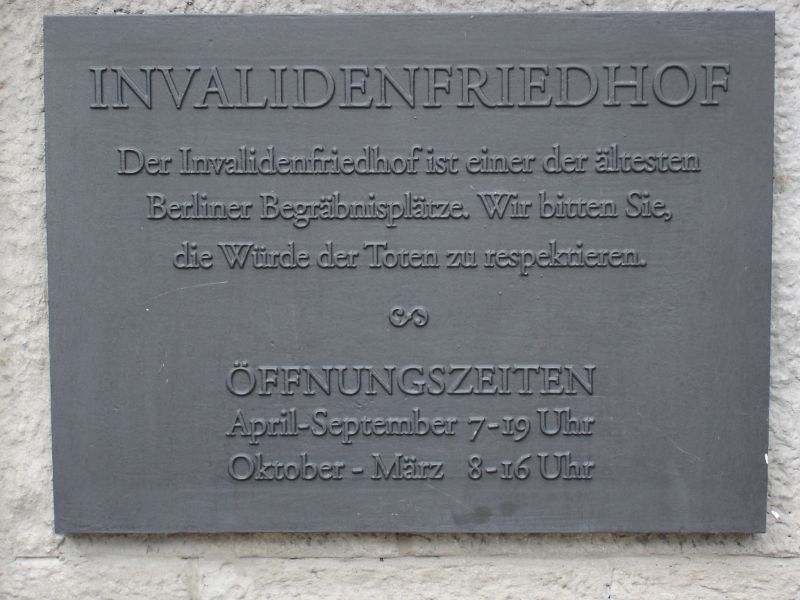 INVALIDENFRIEDHOF
Der Invalidenfriedhof ist einer der ältesten
Berliner Begräbnisplätze. Wir bitten Sie,
die Würde der Toten zu respektieren.
ÖFFNUNGSZEITEN
April-September 7-19 Uhr
Oktober - März 8-16 Uhr